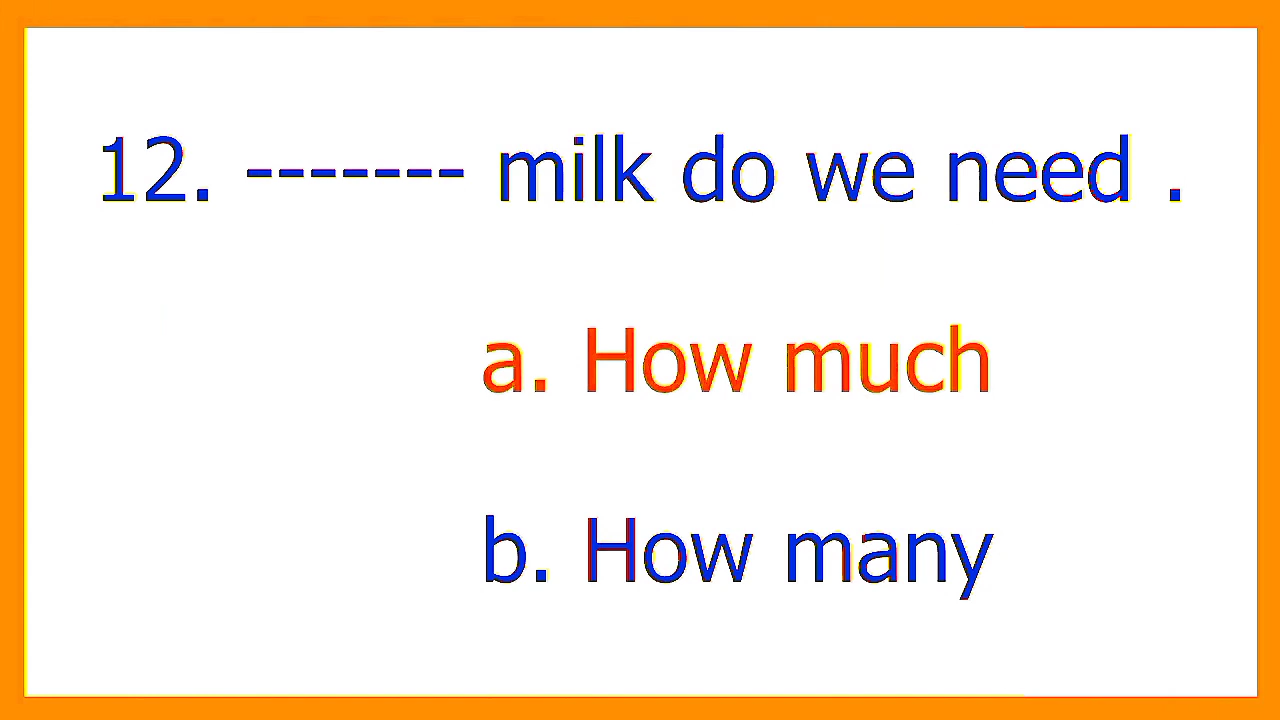 12. ------- milk do we need .
a. How much
b. How many